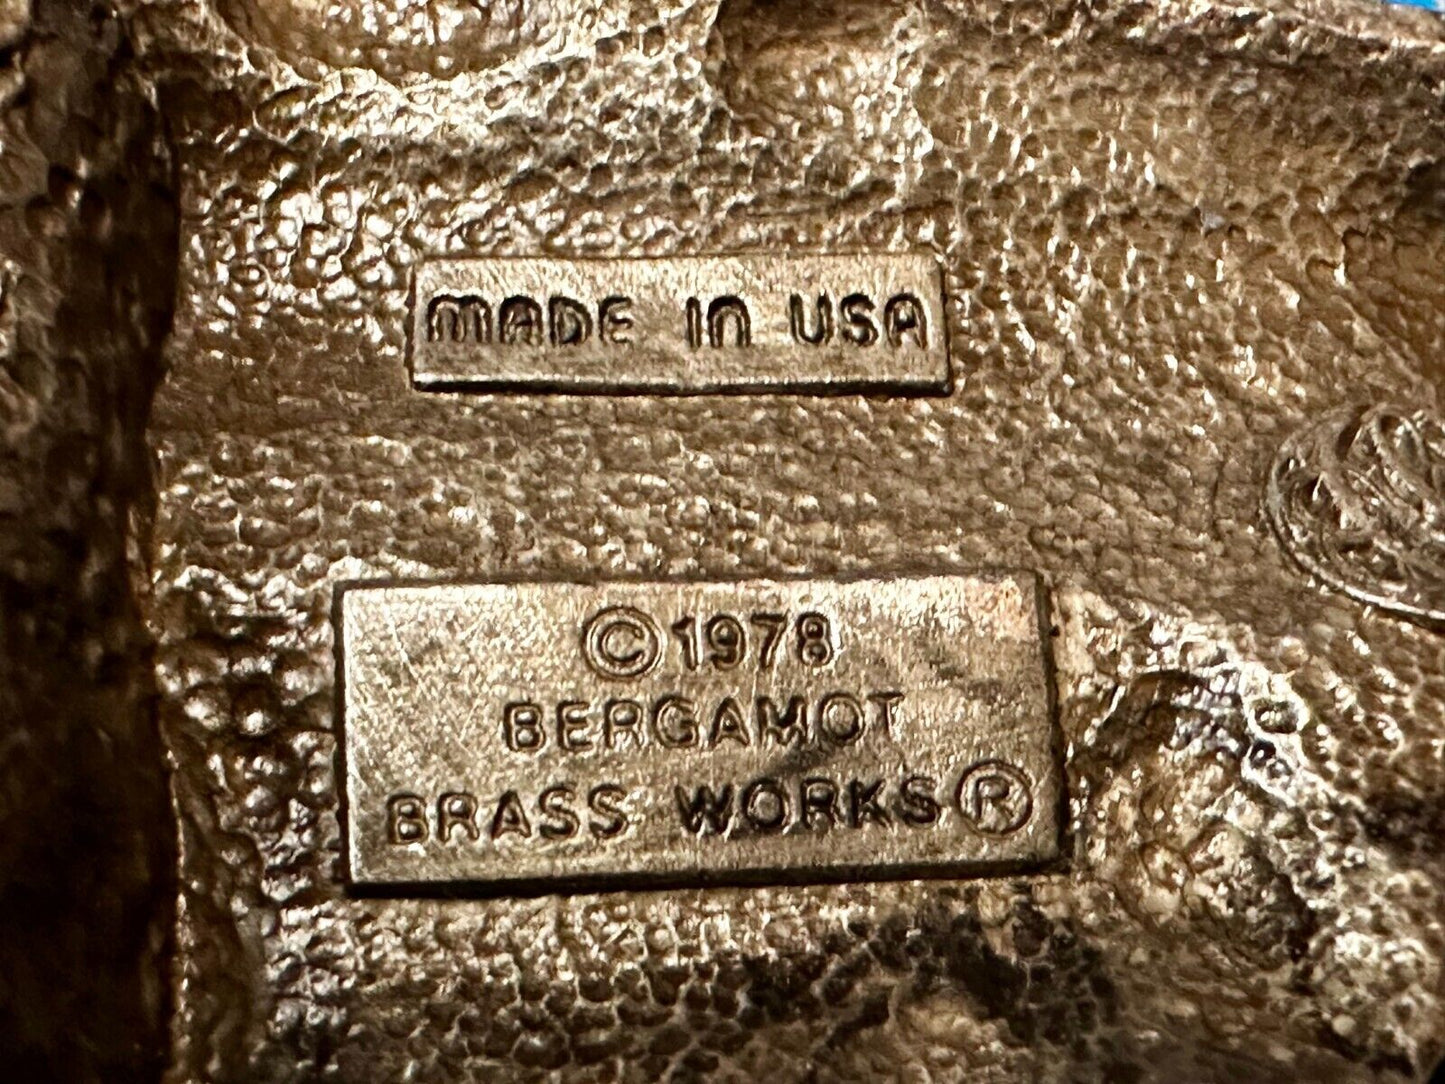 MADE IN USA
©1978
BERGAMOT
BRASS WORKS®